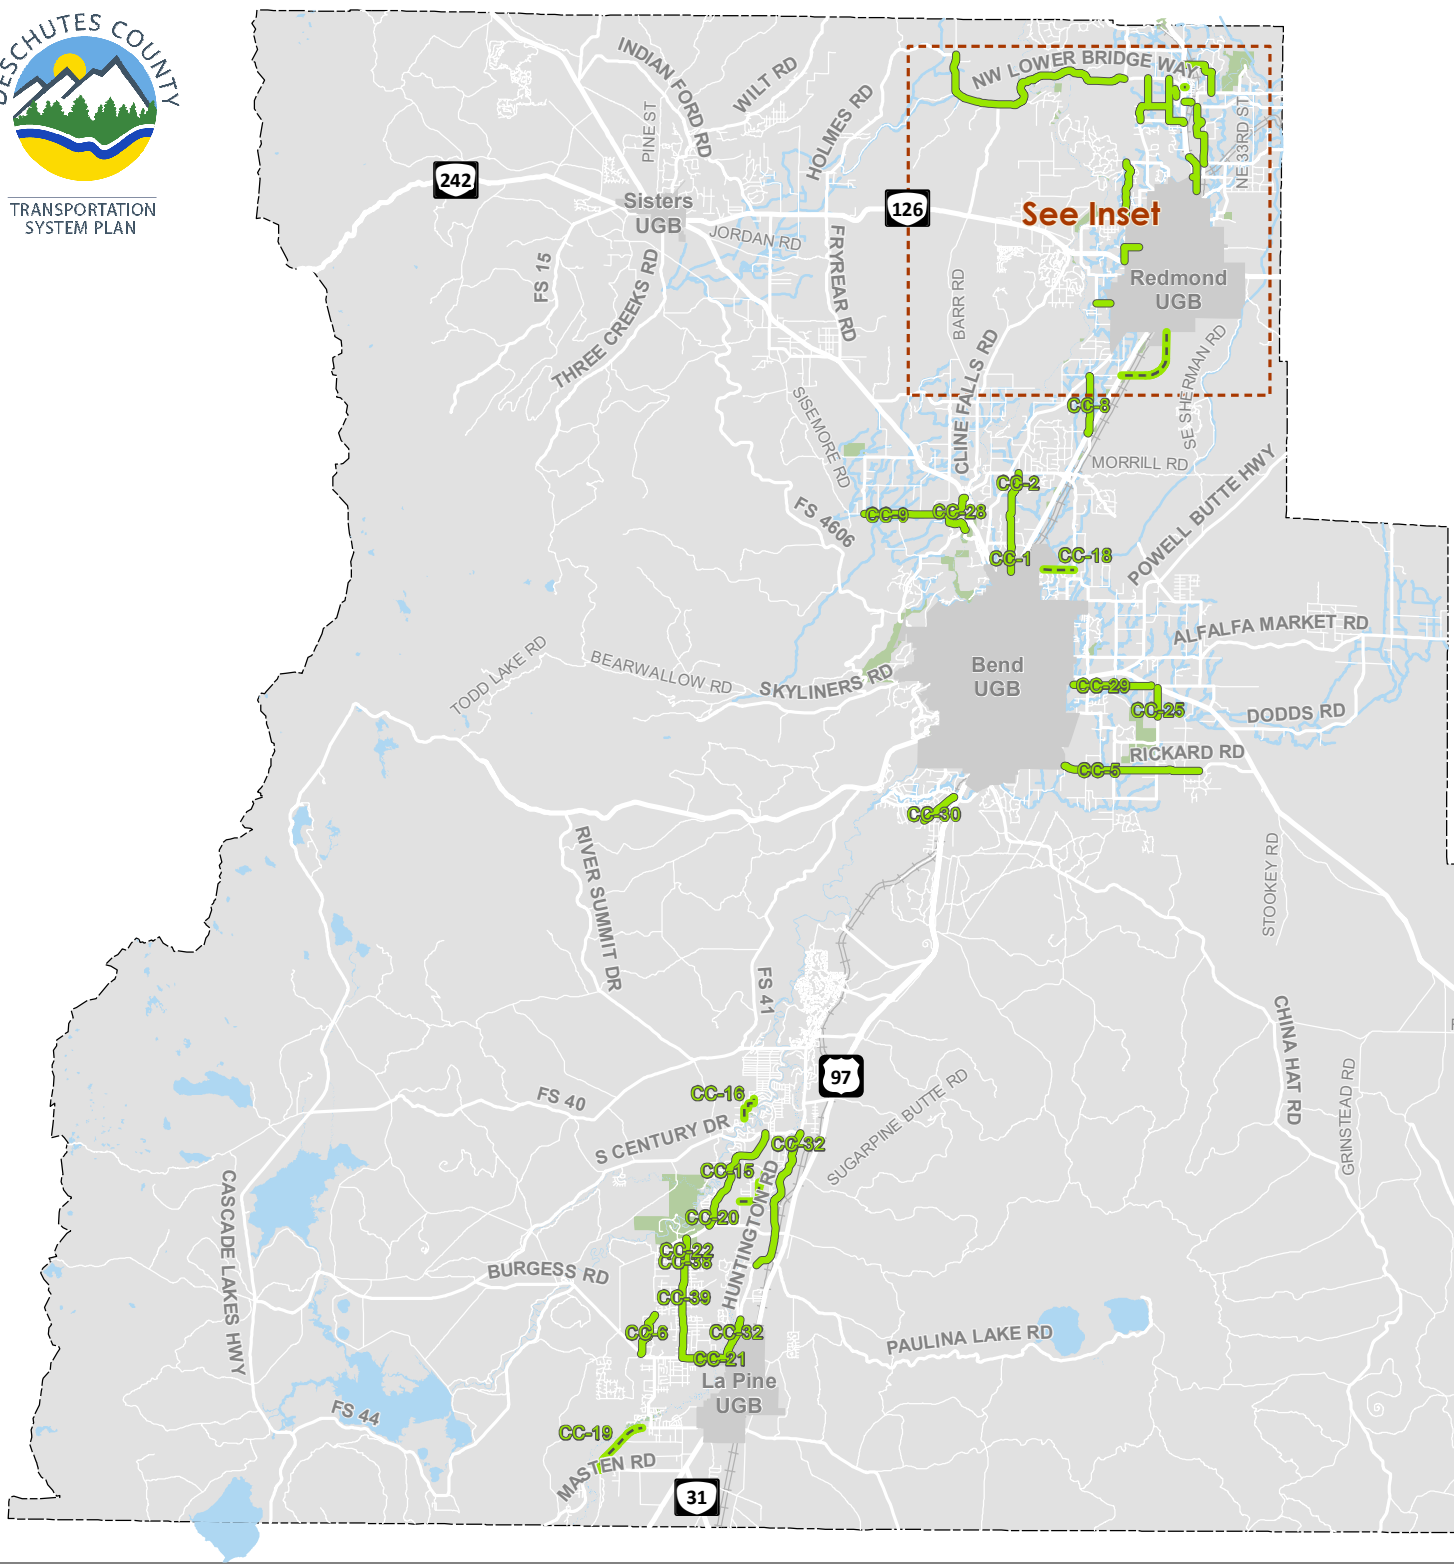 DESCHUTES COUNTY
TRANSPORTATION
SYSTEM PLAN
INDIAN FORD RD
WILT RD
PINE ST
HOLMES RD
NW LOWER BRIDGE WAY
NE 33RD ST
242
Sisters
UGB
126
See Inset
JORDAN RD
FS 15
THREE CREEKS RD
FRYREAR RD
BARR RD
Redmond
UGB
CLINE FALLS RD
SE SHERMAN RD
SISEMORE RD
CC-8
MORRILL RD
POWELL BUTTE HWY
CC-2
FS 4606
CC-9
CC-28
CC-1
CC-18
ALFALFA MARKET RD
TODD LAKE RD
BEARWALLOW RD
SKYLINERS RD
Bend
UGB
CC-29
CC-25
DODDS RD
RICKARD RD
CC-5
CC-30
RIVER SUMMIT DR
STOOKEY RD
FS 41
CHINA HAT RD
GRINSTEAD RD
97
FS 40
CC-16
SUGARPINE BUTTE RD
S CENTURY DR
CC-32
CC-15
HUNTINGTON RD
CC-20
CASCADE LAKES HWY
CC-22
CC-38
BURGESS RD
CC-39
CC-6
CC-32
PAULINA LAKE RD
CC-21
La Pine
UGB
FS 44
CC-19
MASTEN RD
31